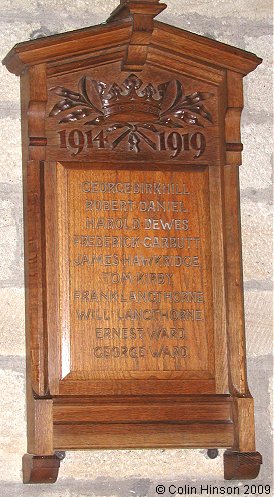 1914 1919
GEORGE DIRKHILL
ROBERT DANIEL
HAROLD DEWES
FREDERICK GARBUTT
JAMES HAWKRIDGE
TOM KIRBY
FRANK LANGTHORNE
WILL LANGTHORNE
ERNEST WARD
GEORGE WARD
©Colin Hinson 2009